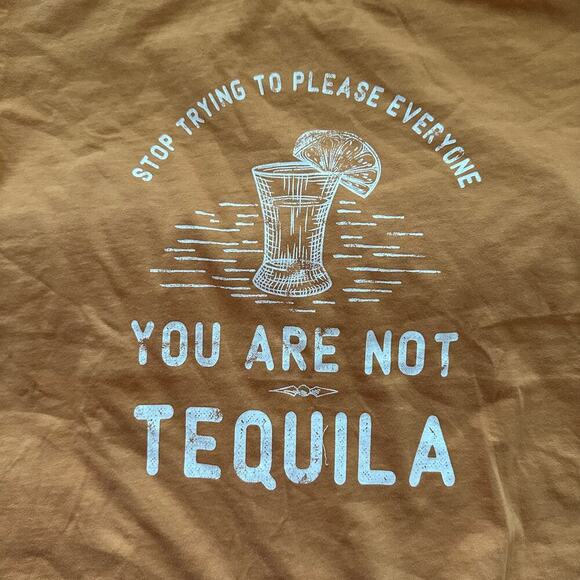 STOP TRYING TO PLEASE EVERYONE
YOU ARE NOT
TEQUILA